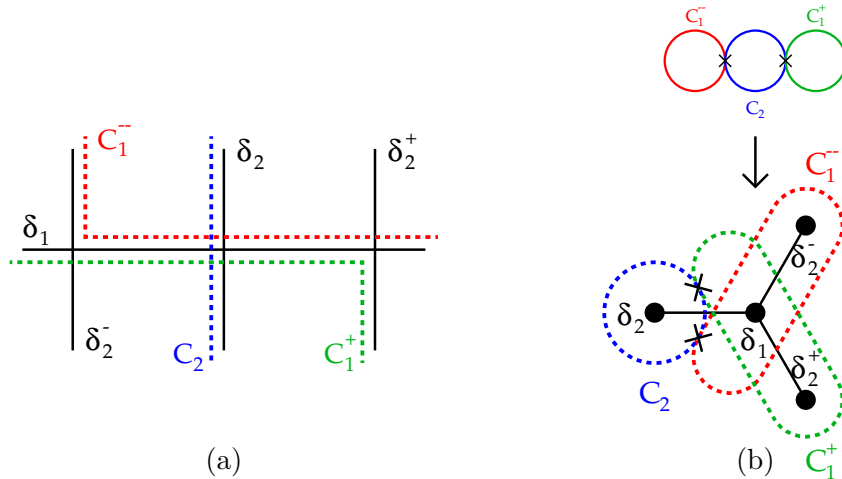 C₁⁻⁻ δ₂ δ₂⁺
δ₁
δ₂⁻ C₂ C₁⁺
(a)
C₁⁻⁻ C₁⁺
C₂
C₁⁻⁻
δ₂⁻
δ₂ δ₁
δ₂⁺
C₂
C₁⁺
(b)